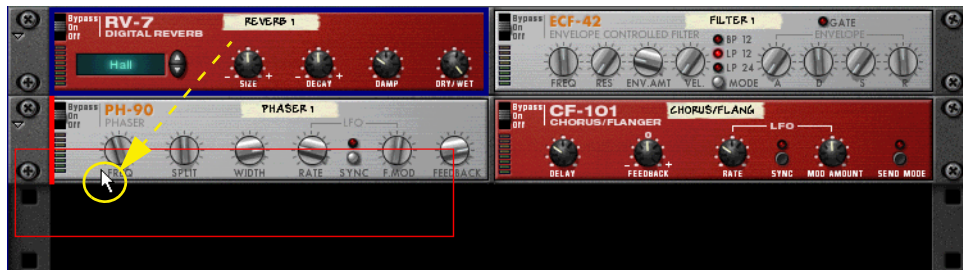 Bypass On Off RV-7 DIGITAL REVERB REVERB 1
Hall
SIZE DECAY DAMP DRY/WET
Bypass On Off ECF-42 ENVELOPE CONTROLLED FILTER FILTER 1 GATE
BP 12 ENVELOPE
LP 12
LP 24
FREQ RES ENV.AMT VEL. MODE A D S R
Bypass On Off PH-90 PHASER PHASER 1
LFO
FREQ SPLIT WIDTH RATE SYNC F.MOD FEEDBACK
Bypass On Off CF-101 CHORUS/FLANGER CHORUS/FLANG
LFO
0
- +
DELAY FEEDBACK RATE SYNC MOD AMOUNT SEND MODE